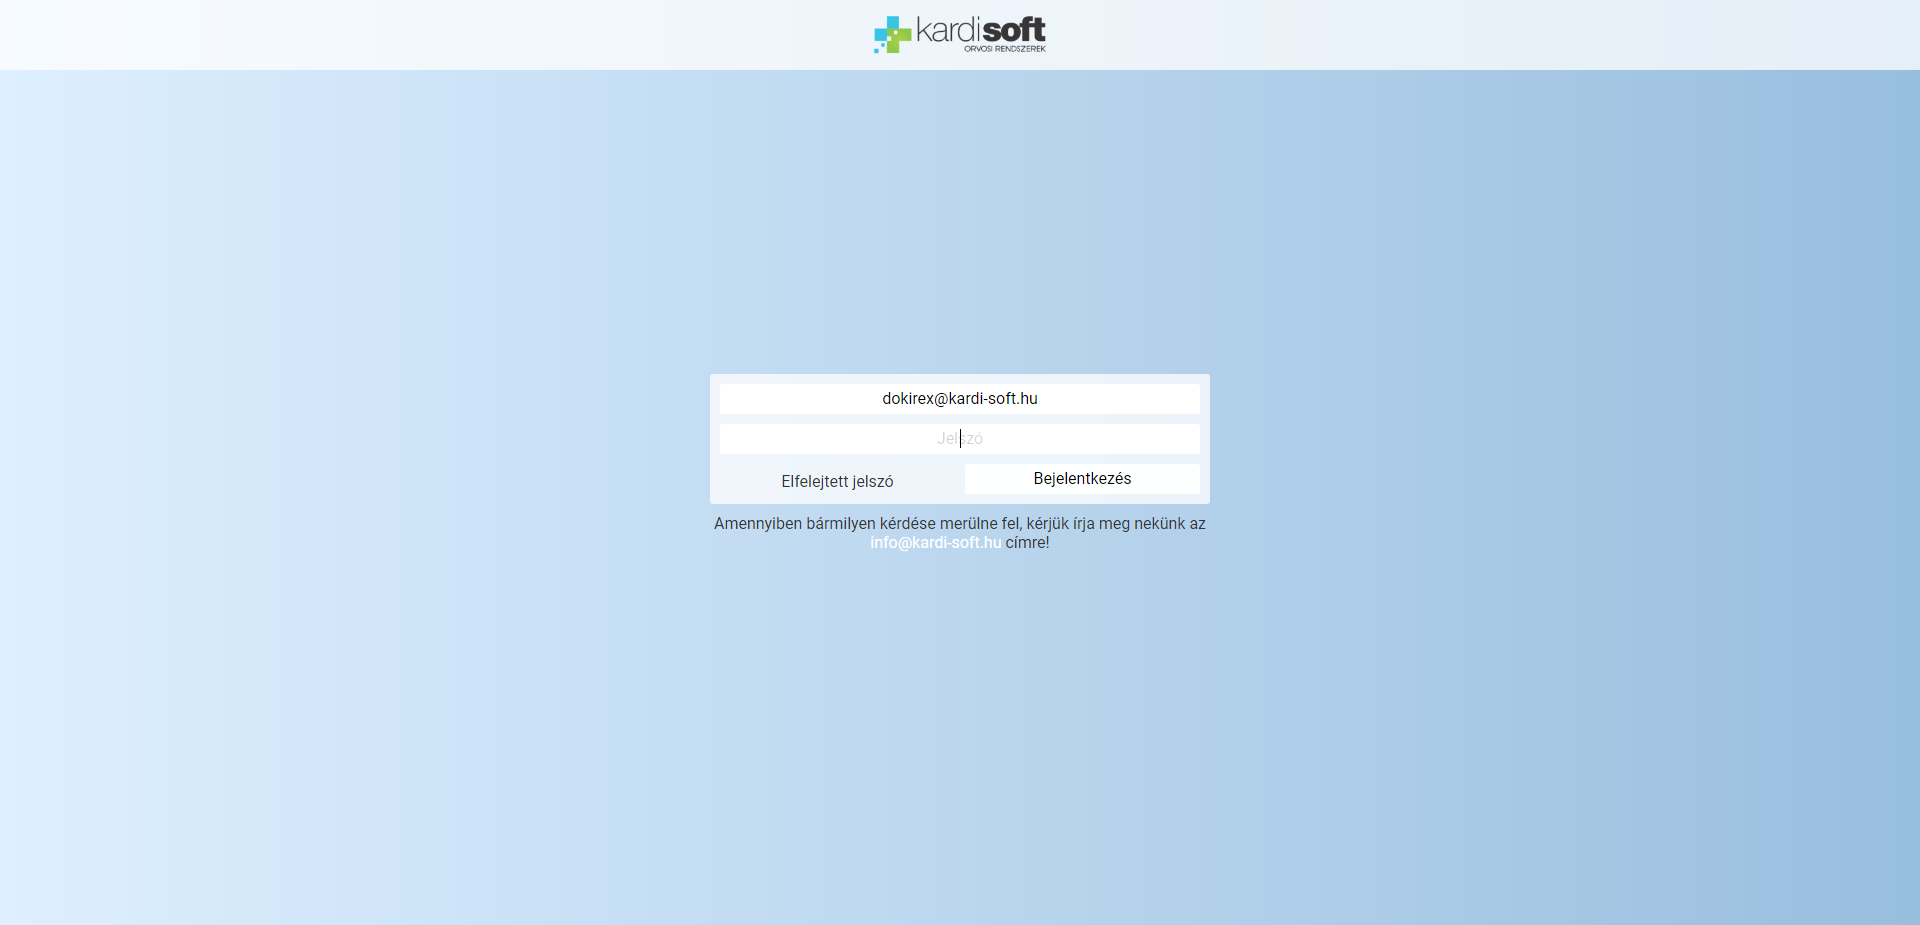 kardisoft
ORVOSI RENDSZEREK
dokirex@kardi-soft.hu
Jelszó
Elfelejtett jelszó
Bejelentkezés
Amennyiben bármilyen kérdése merülne fel, kérjük írja meg nekünk az
info@kardi-soft.hu címre!